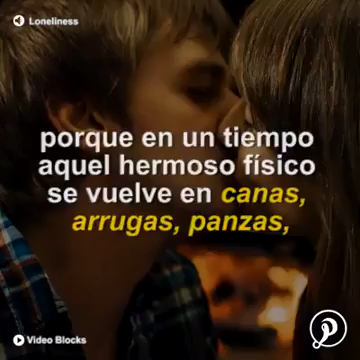 Loneliness
porque en un tiempo
aquel hermoso físico
se vuelve en canas,
arrugas, panzas,
Video Blocks